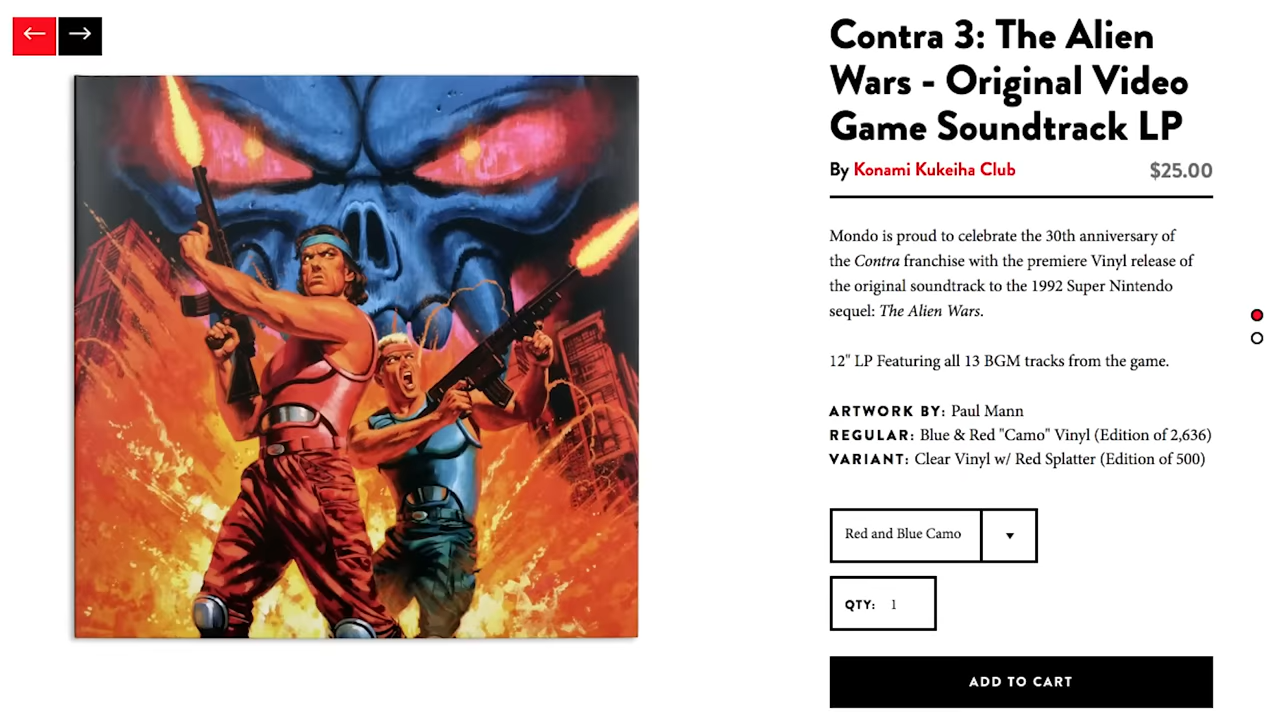 Contra 3: The Alien
Wars - Original Video
Game Soundtrack LP
By Konami Kukeiha Club $25.00
Mondo is proud to celebrate the 30th anniversary of
the Contra franchise with the premiere Vinyl release of
the original soundtrack to the 1992 Super Nintendo
sequel: The Alien Wars.
12" LP Featuring all 13 BGM tracks from the game.
ARTWORK BY: Paul Mann
REGULAR: Blue & Red "Camo" Vinyl (Edition of 2,636)
VARIANT: Clear Vinyl w/ Red Splatter (Edition of 500)
Red and Blue Camo
QTY: 1
ADD TO CART